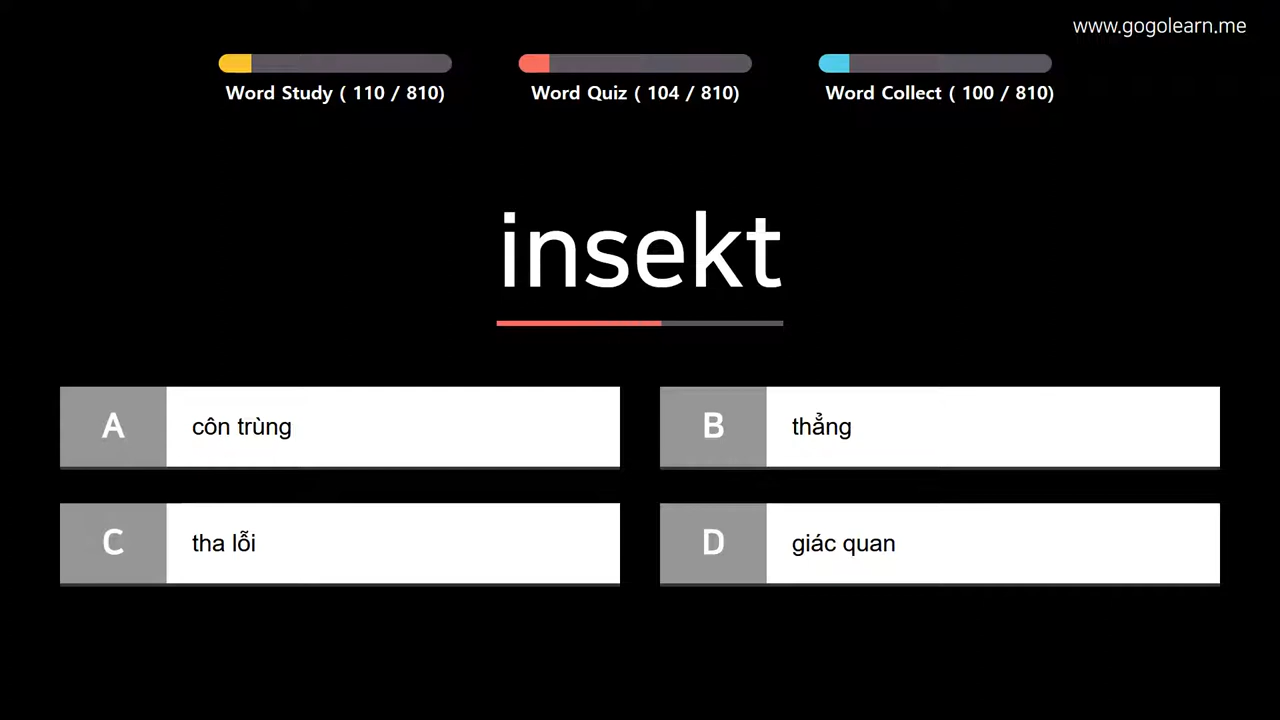 www.gogolearn.me
Word Study ( 110 / 810)
Word Quiz ( 104 / 810)
Word Collect ( 100 / 810)
insekt
A côn trùng
B thẳng
C tha lỗi
D giác quan